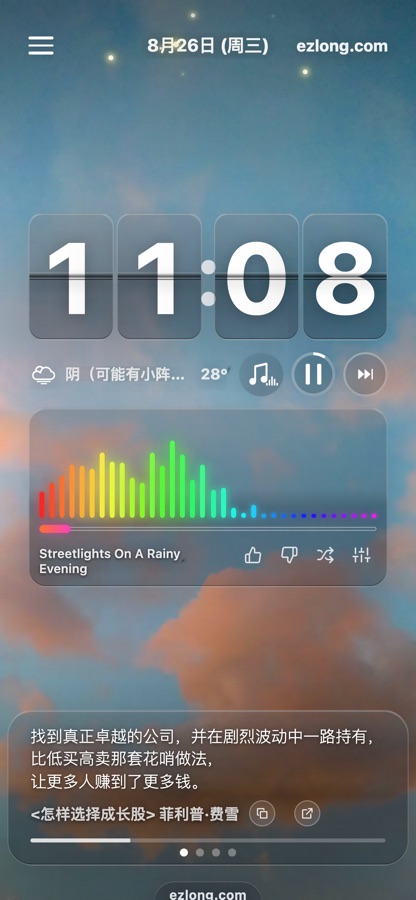 8月26日 (周三)
ezlong.com
11:08
阴（可能有小阵... 28°
Streetlights On A Rainy
Evening
找到真正卓越的公司，并在剧烈波动中一路持有，
比低买高卖那套花哨做法，
让更多人赚到了更多钱。
<怎样选择成长股> 菲利普·费雪
ezlong.com